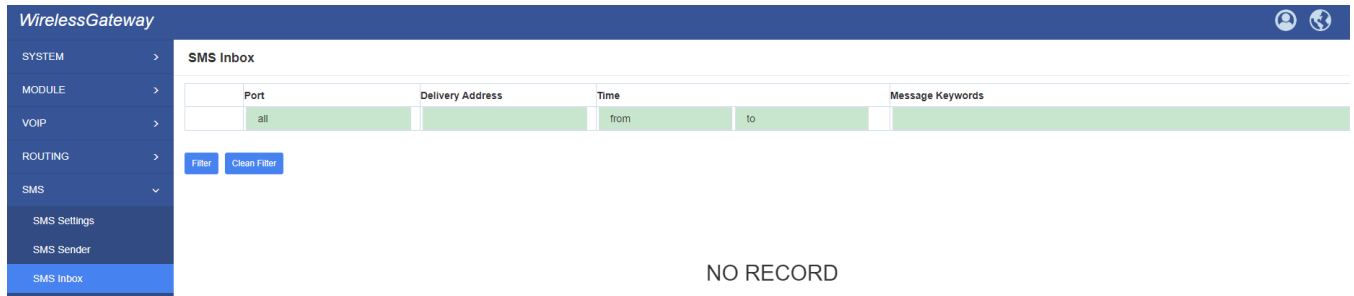 WirelessGateway
SYSTEM
MODULE
VOIP
ROUTING
SMS
SMS Settings
SMS Sender
SMS Inbox
SMS Inbox
Port Delivery Address Time Message Keywords
all from to
Filter Clean Filter
NO RECORD